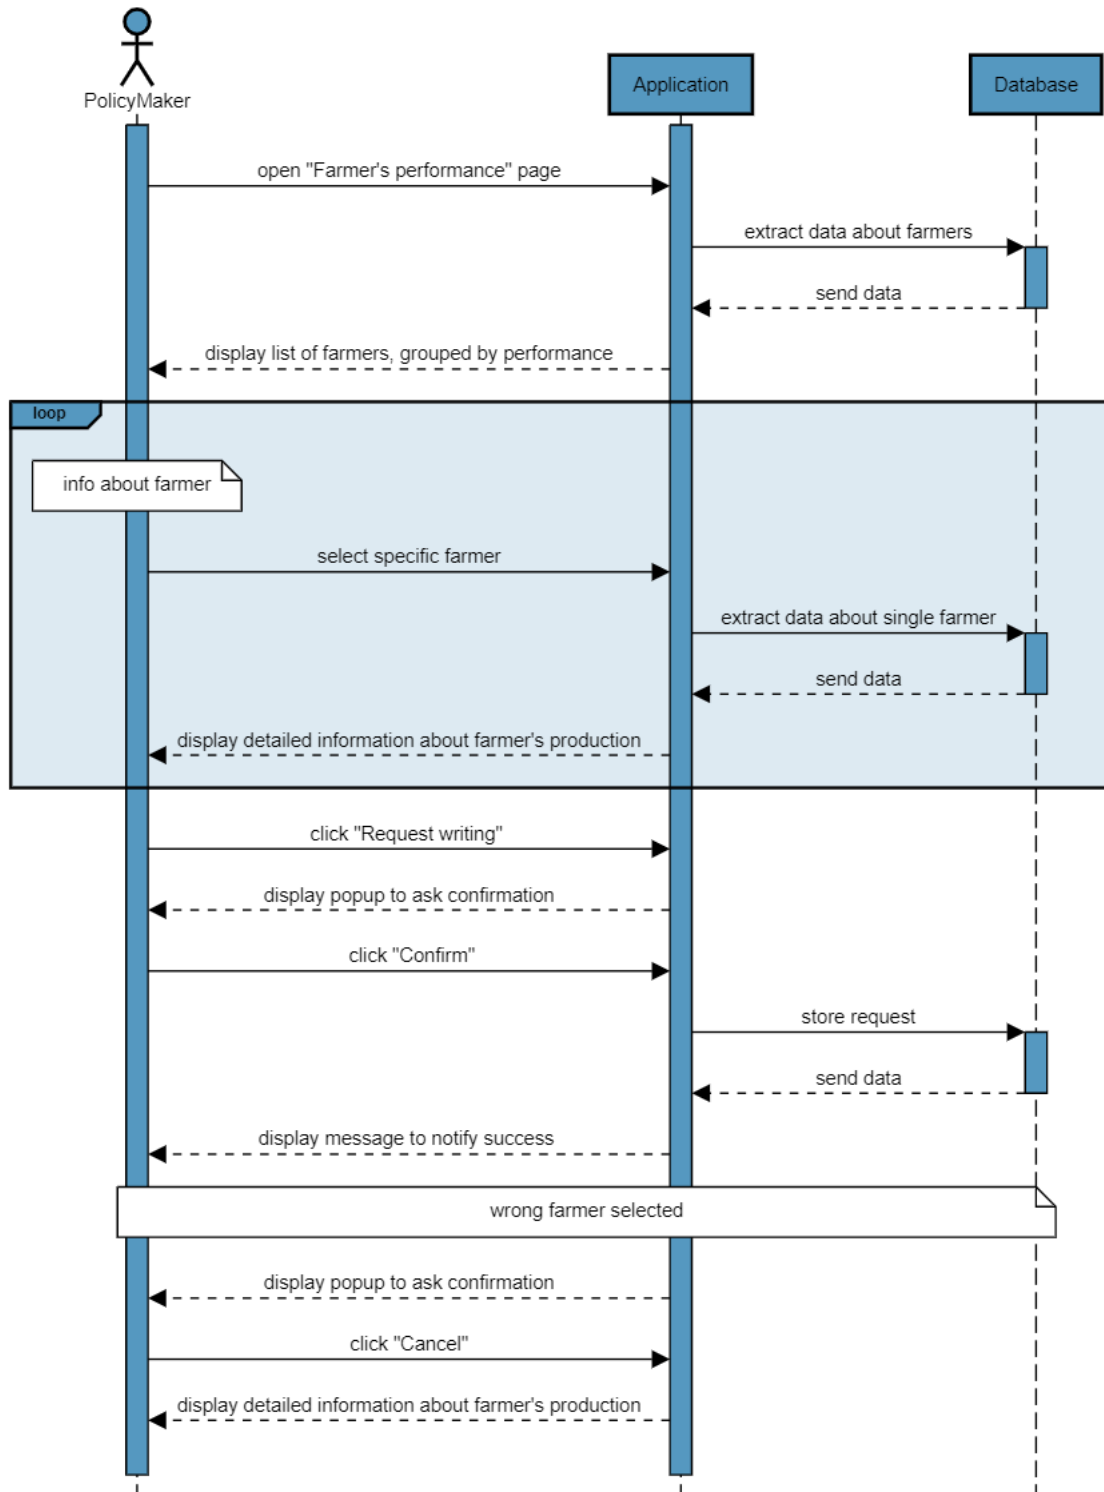 PolicyMaker
Application
Database
open "Farmer's performance" page
extract data about farmers
send data
display list of farmers, grouped by performance
loop
info about farmer
select specific farmer
extract data about single farmer
send data
display detailed information about farmer's production
click "Request writing"
display popup to ask confirmation
click "Confirm"
store request
send data
display message to notify success
wrong farmer selected
display popup to ask confirmation
click "Cancel"
display detailed information about farmer's production